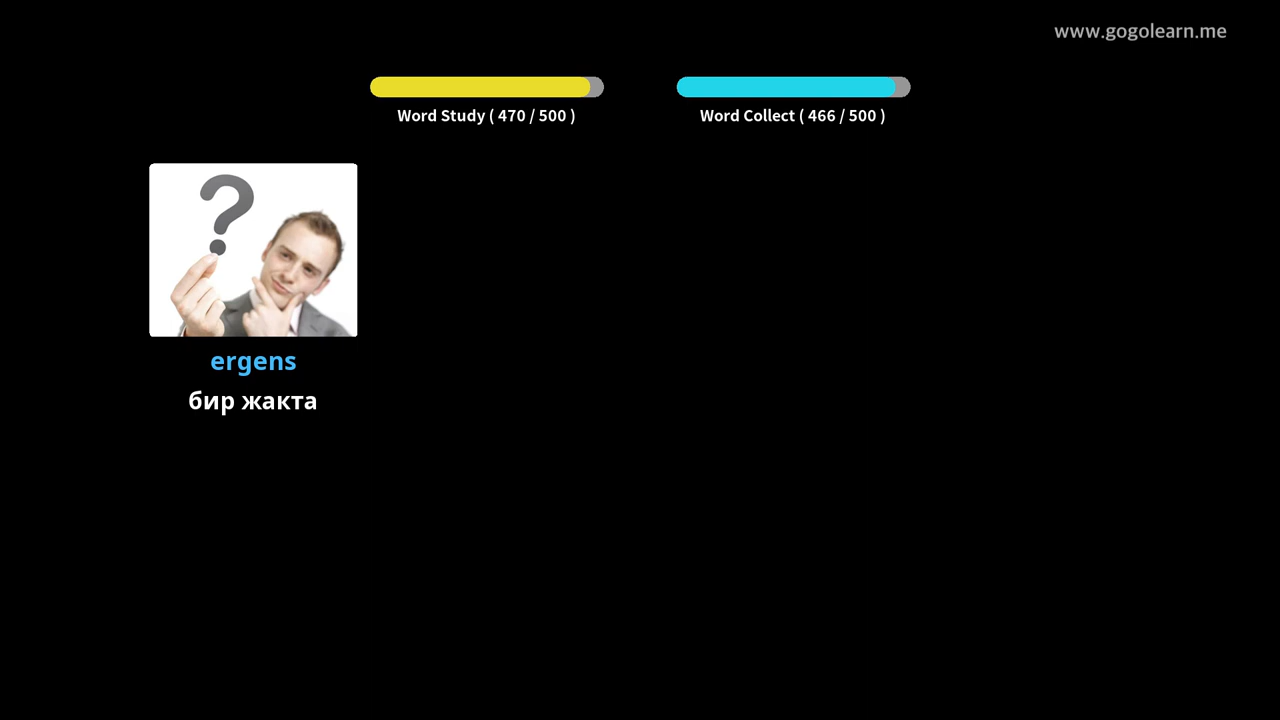 www.gogolearn.me
Word Study ( 470 / 500 )
Word Collect ( 466 / 500 )
?
ergens
бир жакта